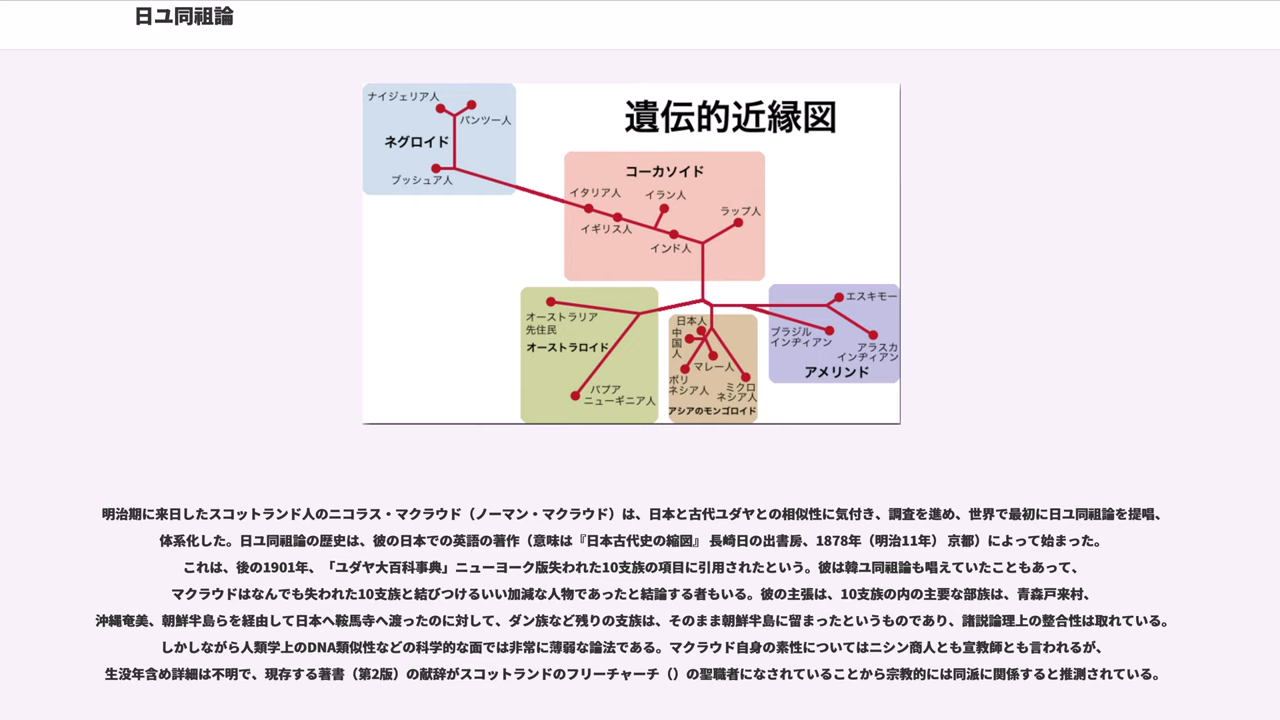 日ユ同祖論
遺伝的近縁図
ナイジェリア人
バンツー人
ネグロイド
ブッシュア人
コーカソイド
イタリア人
イラン人
ラップ人
イギリス人
インド人
オーストラリア
先住民
オーストラロイド
パプア
ニューギニア人
日本人
中
国
人
マレー人
ポリ
ネシア人
ミクロ
ネシア人
アジアのモンゴロイド
エスキモー
ブラジル
インヂィアン
アラスカ
インヂィアン
アメリンド
明治期に来日したスコットランド人のニコラス・マクラウド（ノーマン・マクラウド）は、日本と古代ユダヤとの相似性に気付き、調査を進め、世界で最初に日ユ同祖論を提唱、
体系化した。日ユ同祖論の歴史は、彼の日本での英語の著作（意味は『日本古代史の縮図』 長崎日の出書房、1878年（明治11年） 京都）によって始まった。
これは、後の1901年、「ユダヤ大百科事典」ニューヨーク版失われた10支族の項目に引用されたという。彼は韓ユ同祖論も唱えていたこともあって、
マクラウドはなんでも失われた10支族と結びつけるいい加減な人物であったと結論する者もいる。彼の主張は、10支族の内の主要な部族は、青森戸来村、
沖縄奄美、朝鮮半島らを経由して日本へ鞍馬寺へ渡ったのに対して、ダン族など残りの支族は、そのまま朝鮮半島に留まったというものであり、諸説論理上の整合性は取れている。
しかしながら人類学上のDNA類似性などの科学的な面では非常に薄弱な論法である。マクラウド自身の素性についてはニシン商人とも宣教師とも言われるが、
生没年含め詳細は不明で、現存する著書（第2版）の献辞がスコットランドのフリーチャーチ（）の聖職者になされていることから宗教的には同派に関係すると推測されている。